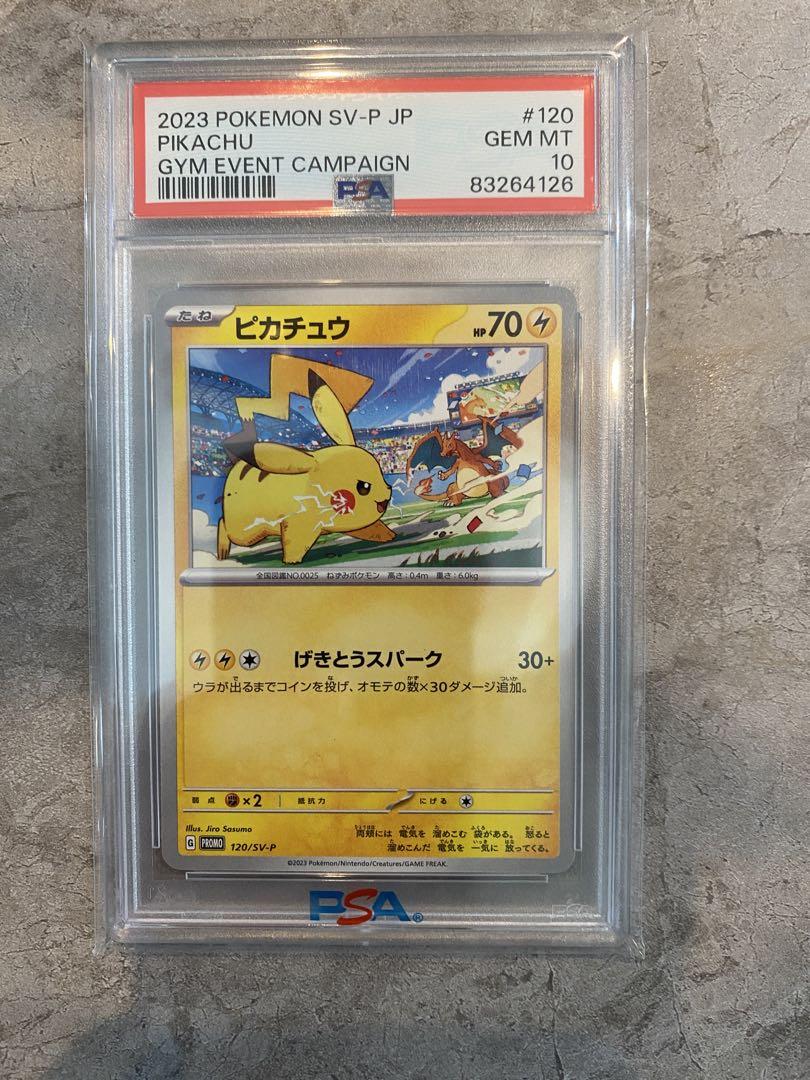 2023 POKEMON SV-P JP #120
PIKACHU GEM MT
GYM EVENT CAMPAIGN 10
PSA 83264126
たね ピカチュウ HP70
全国図鑑NO.0025 ねずみポケモン 高さ:0.4m 重さ:6.0kg
げきとうスパーク 30+
ウラが出るまでコインを投げ、オモテの数×30ダメージ追加。
弱点 ×2 抵抗力 にげる
Illus. Jiro Sasumo
両頬には 電気を 溜めこむ 袋がある。 怒ると
G PROMO 120/SV-P
溜めこんだ 電気を 一気に 放ってくる。
©2023 Pokémon/Nintendo/Creatures/GAME FREAK.
PSA®